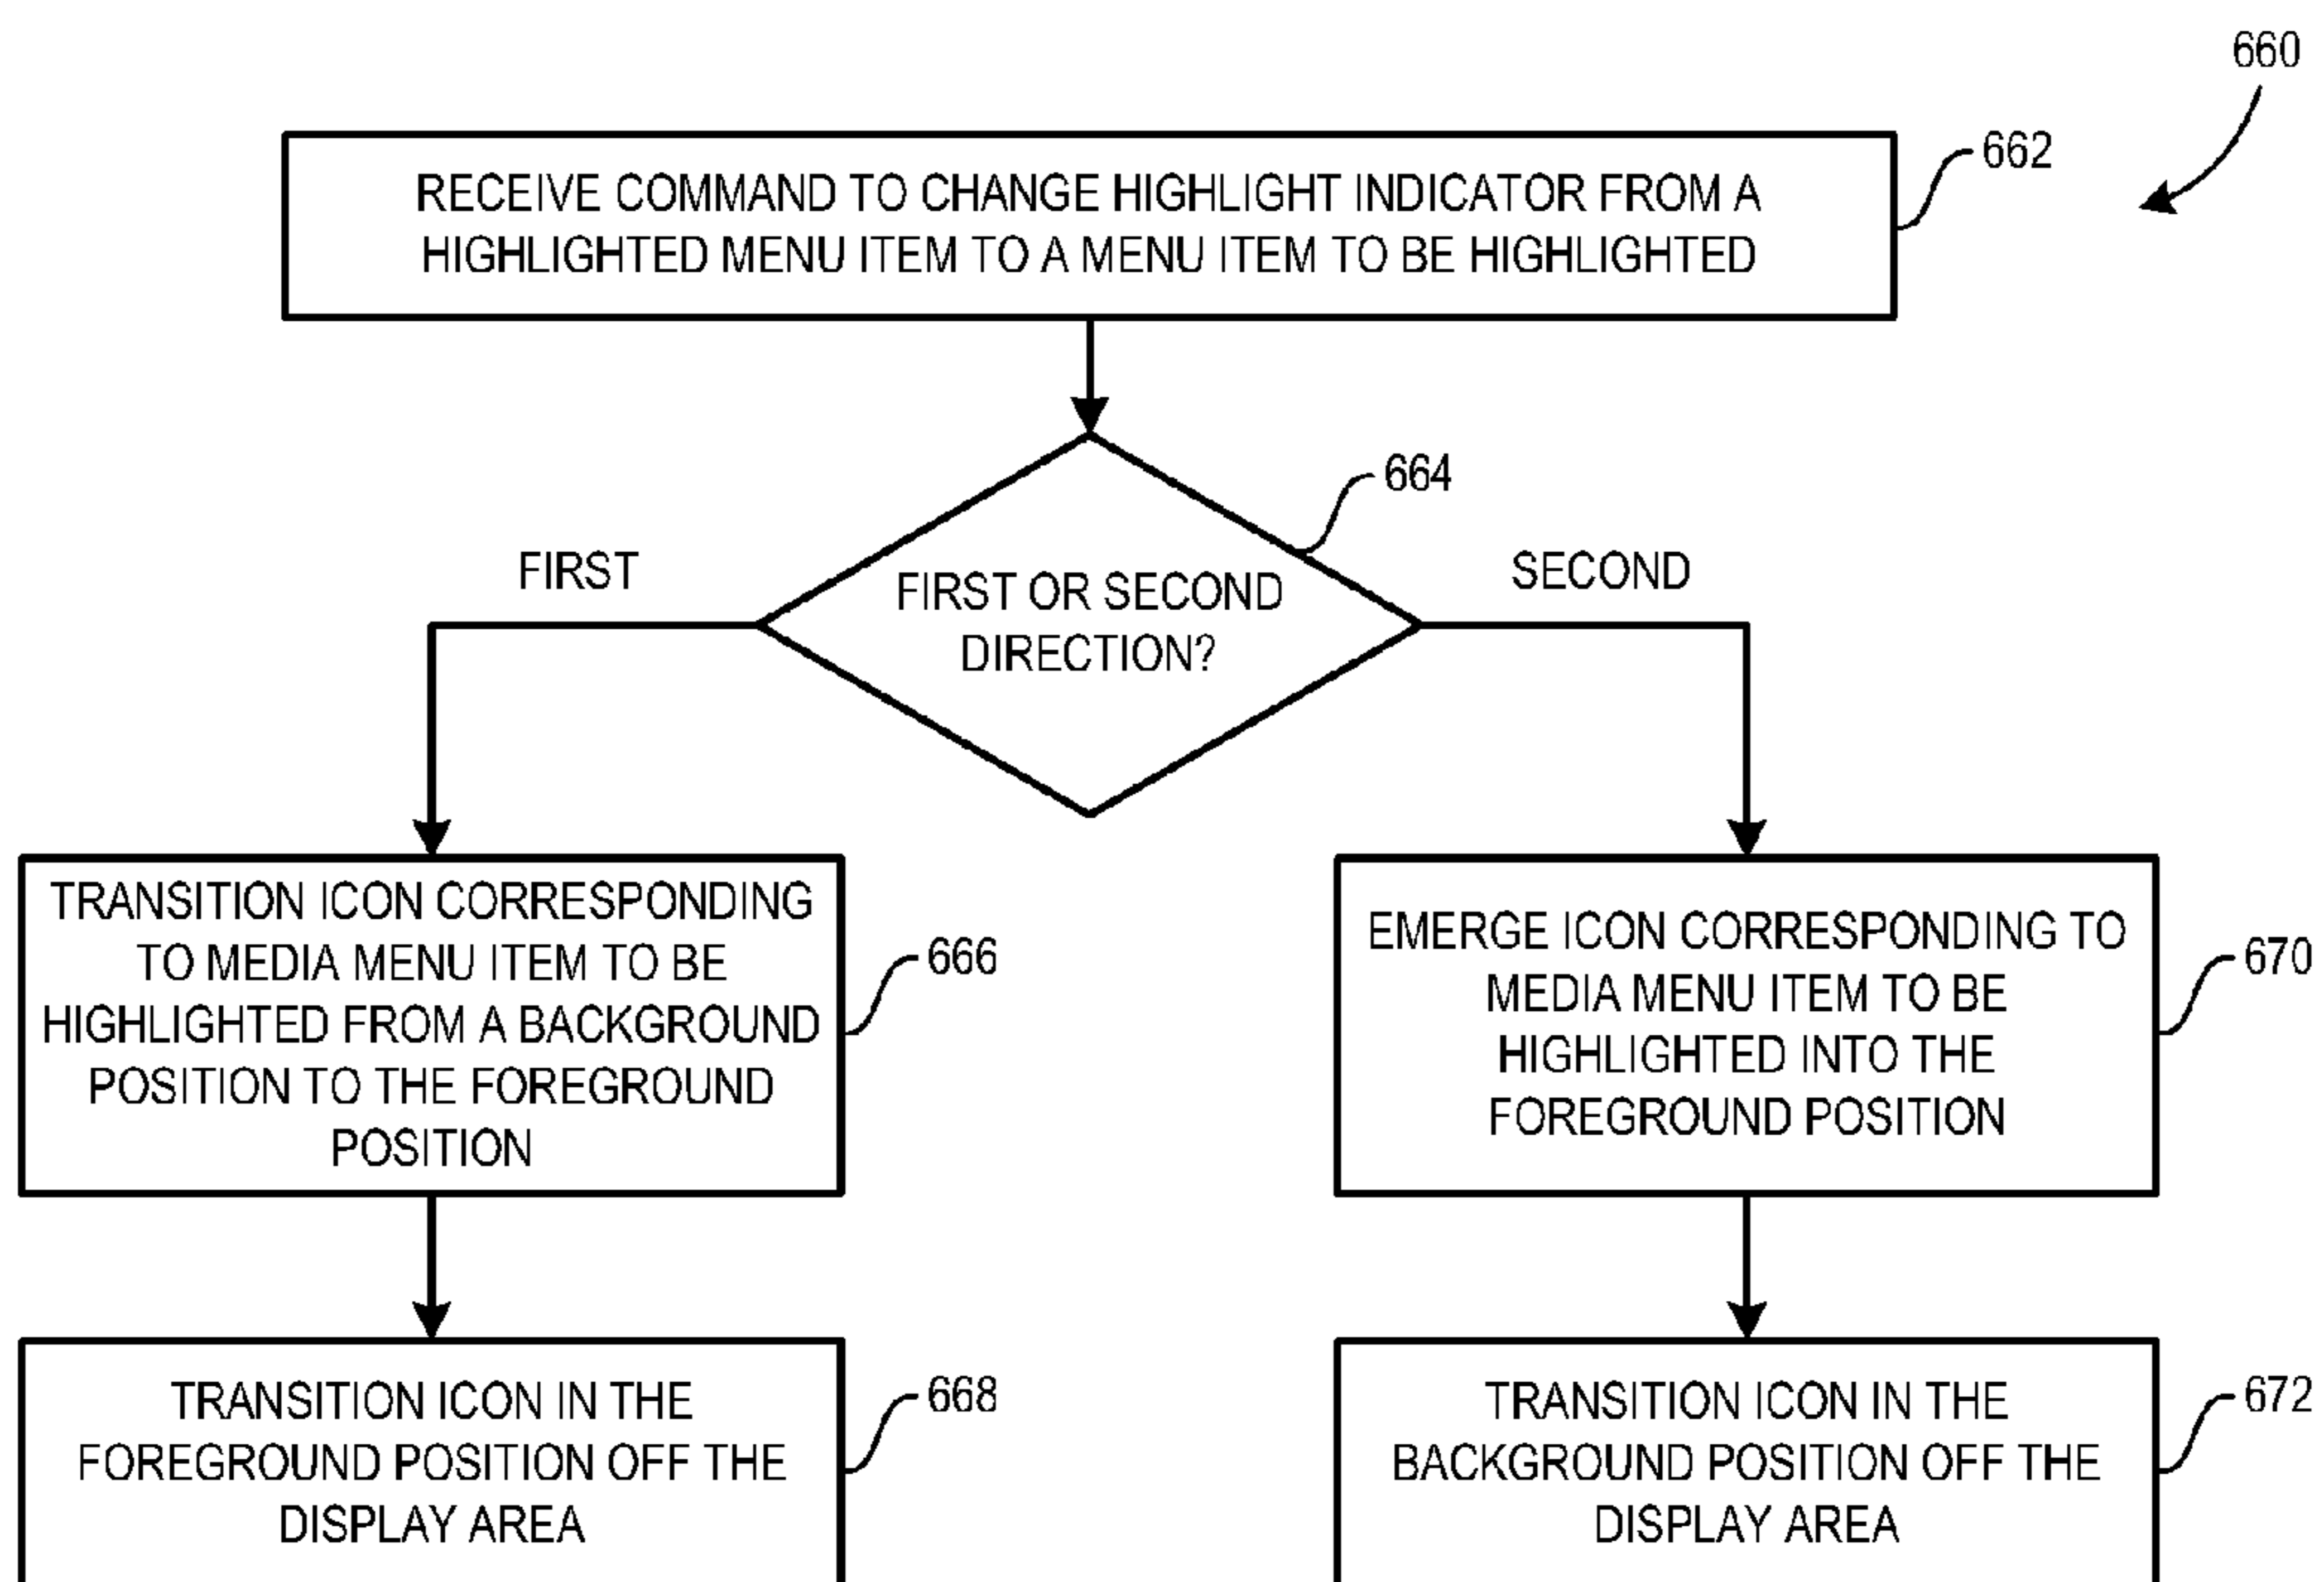 660
RECEIVE COMMAND TO CHANGE HIGHLIGHT INDICATOR FROM A
HIGHLIGHTED MENU ITEM TO A MENU ITEM TO BE HIGHLIGHTED
662
FIRST OR SECOND
DIRECTION?
664
FIRST
SECOND
TRANSITION ICON CORRESPONDING
TO MEDIA MENU ITEM TO BE
HIGHLIGHTED FROM A BACKGROUND
POSITION TO THE FOREGROUND
POSITION
666
EMERGE ICON CORRESPONDING TO
MEDIA MENU ITEM TO BE
HIGHLIGHTED INTO THE
FOREGROUND POSITION
670
TRANSITION ICON IN THE
FOREGROUND POSITION OFF THE
DISPLAY AREA
668
TRANSITION ICON IN THE
BACKGROUND POSITION OFF THE
DISPLAY AREA
672